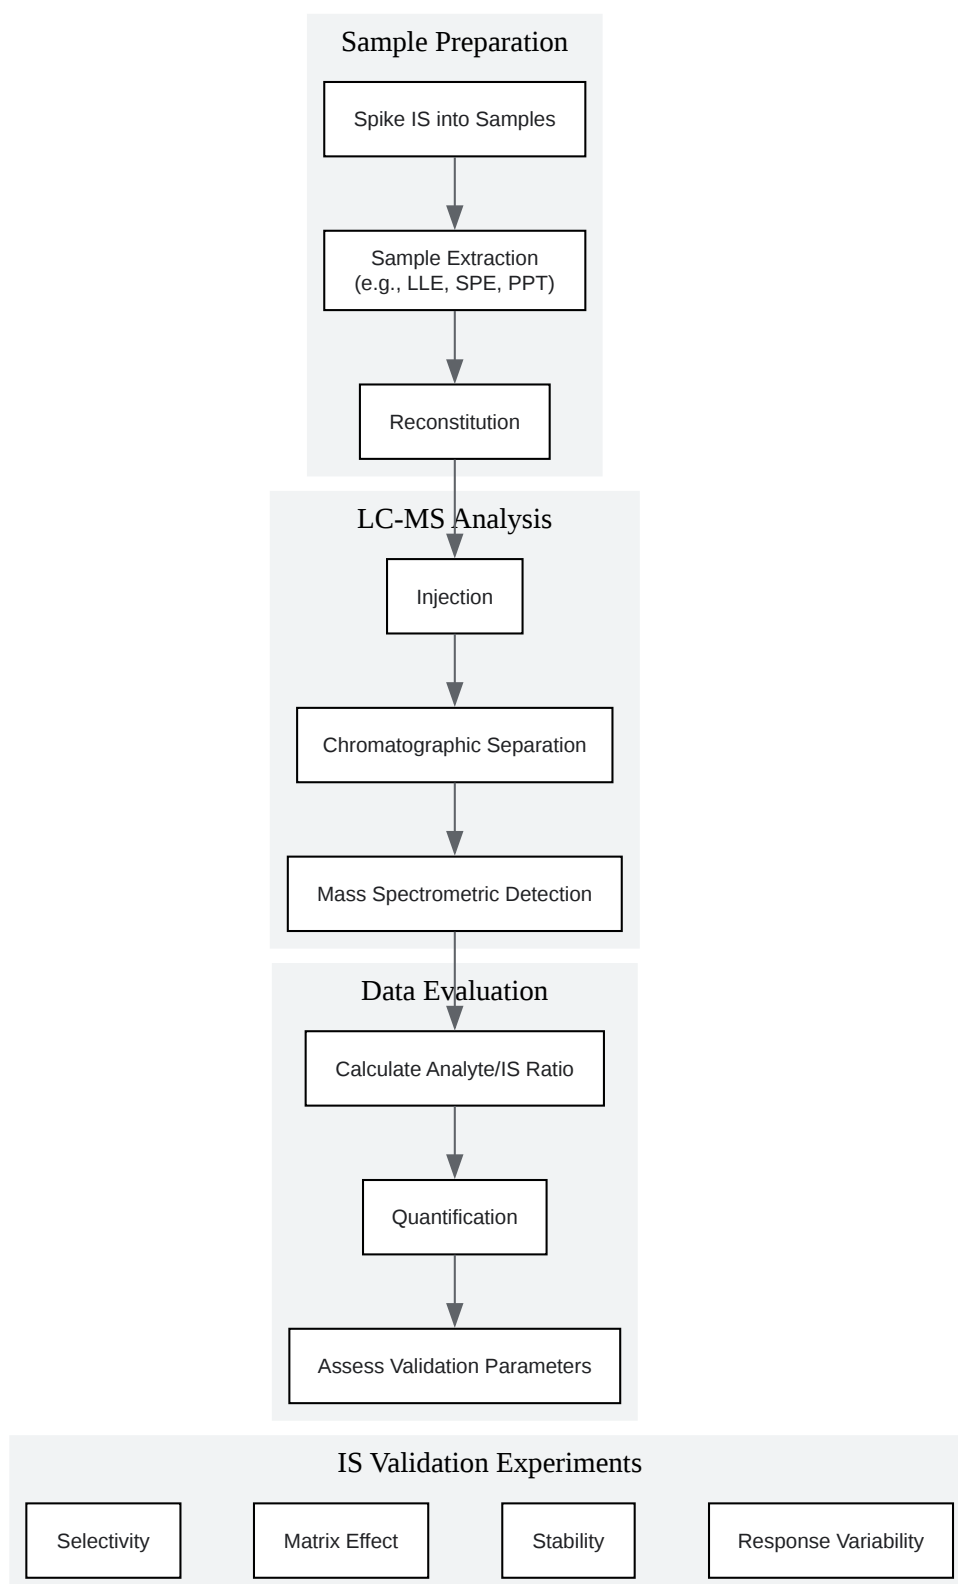 Sample Preparation
Spike IS into Samples
Sample Extraction
(e.g., LLE, SPE, PPT)
Reconstitution
LC-MS Analysis
Injection
Chromatographic Separation
Mass Spectrometric Detection
Data Evaluation
Calculate Analyte/IS Ratio
Quantification
Assess Validation Parameters
IS Validation Experiments
Selectivity
Matrix Effect
Stability
Response Variability